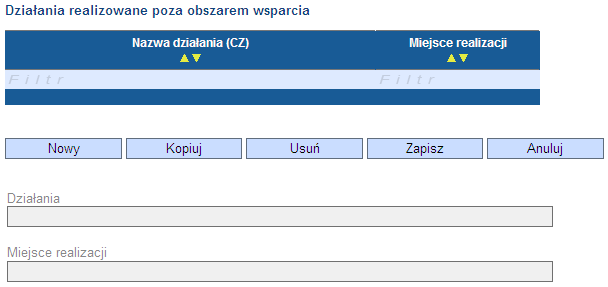 Działania realizowane poza obszarem wsparcia
Nazwa działania (CZ) Miejsce realizacji
Filtr Filtr
Nowy Kopiuj Usuń Zapisz Anuluj
Działania
Miejsce realizacji